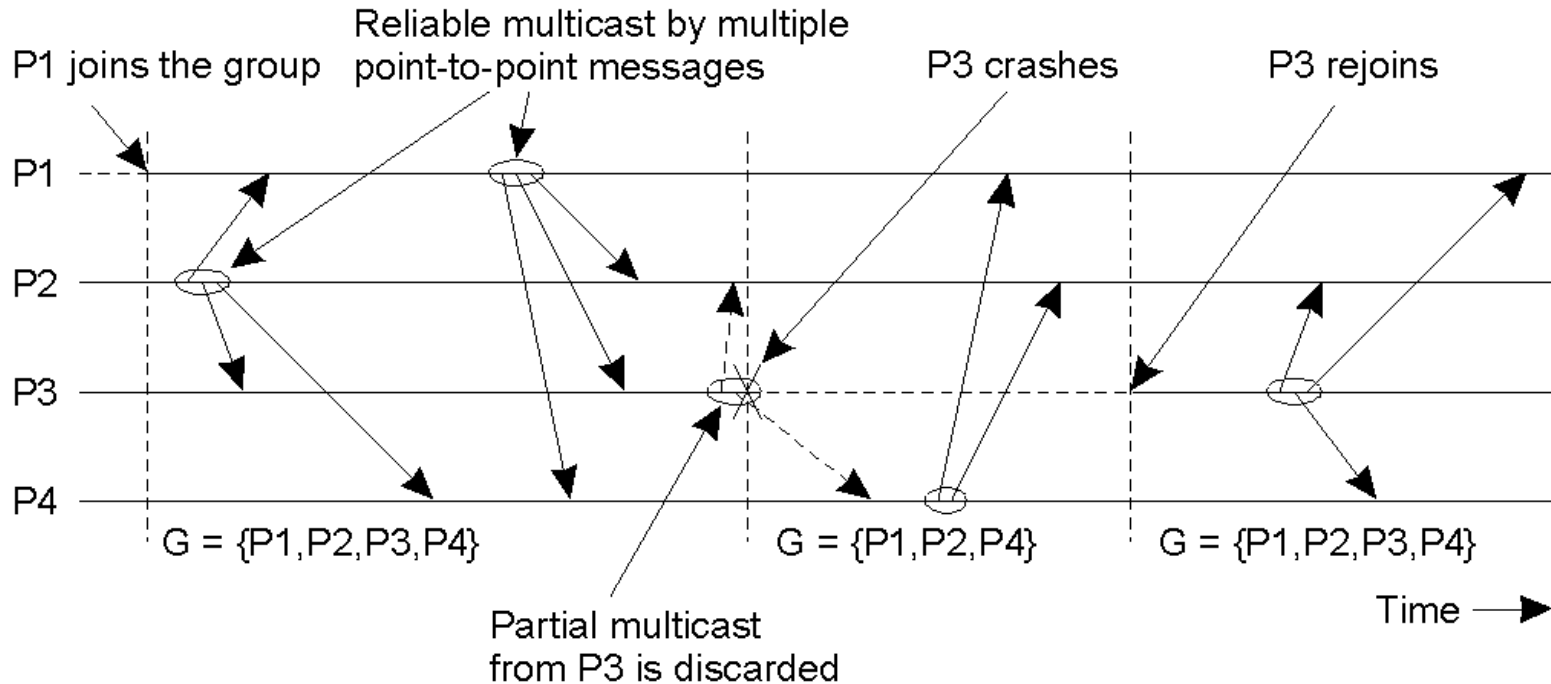 Reliable multicast by multiple
point-to-point messages
P1 joins the group
P3 crashes
P3 rejoins
P1
P2
P3
P4
G = {P1,P2,P3,P4}
G = {P1,P2,P4}
G = {P1,P2,P3,P4}
Time
Partial multicast
from P3 is discarded